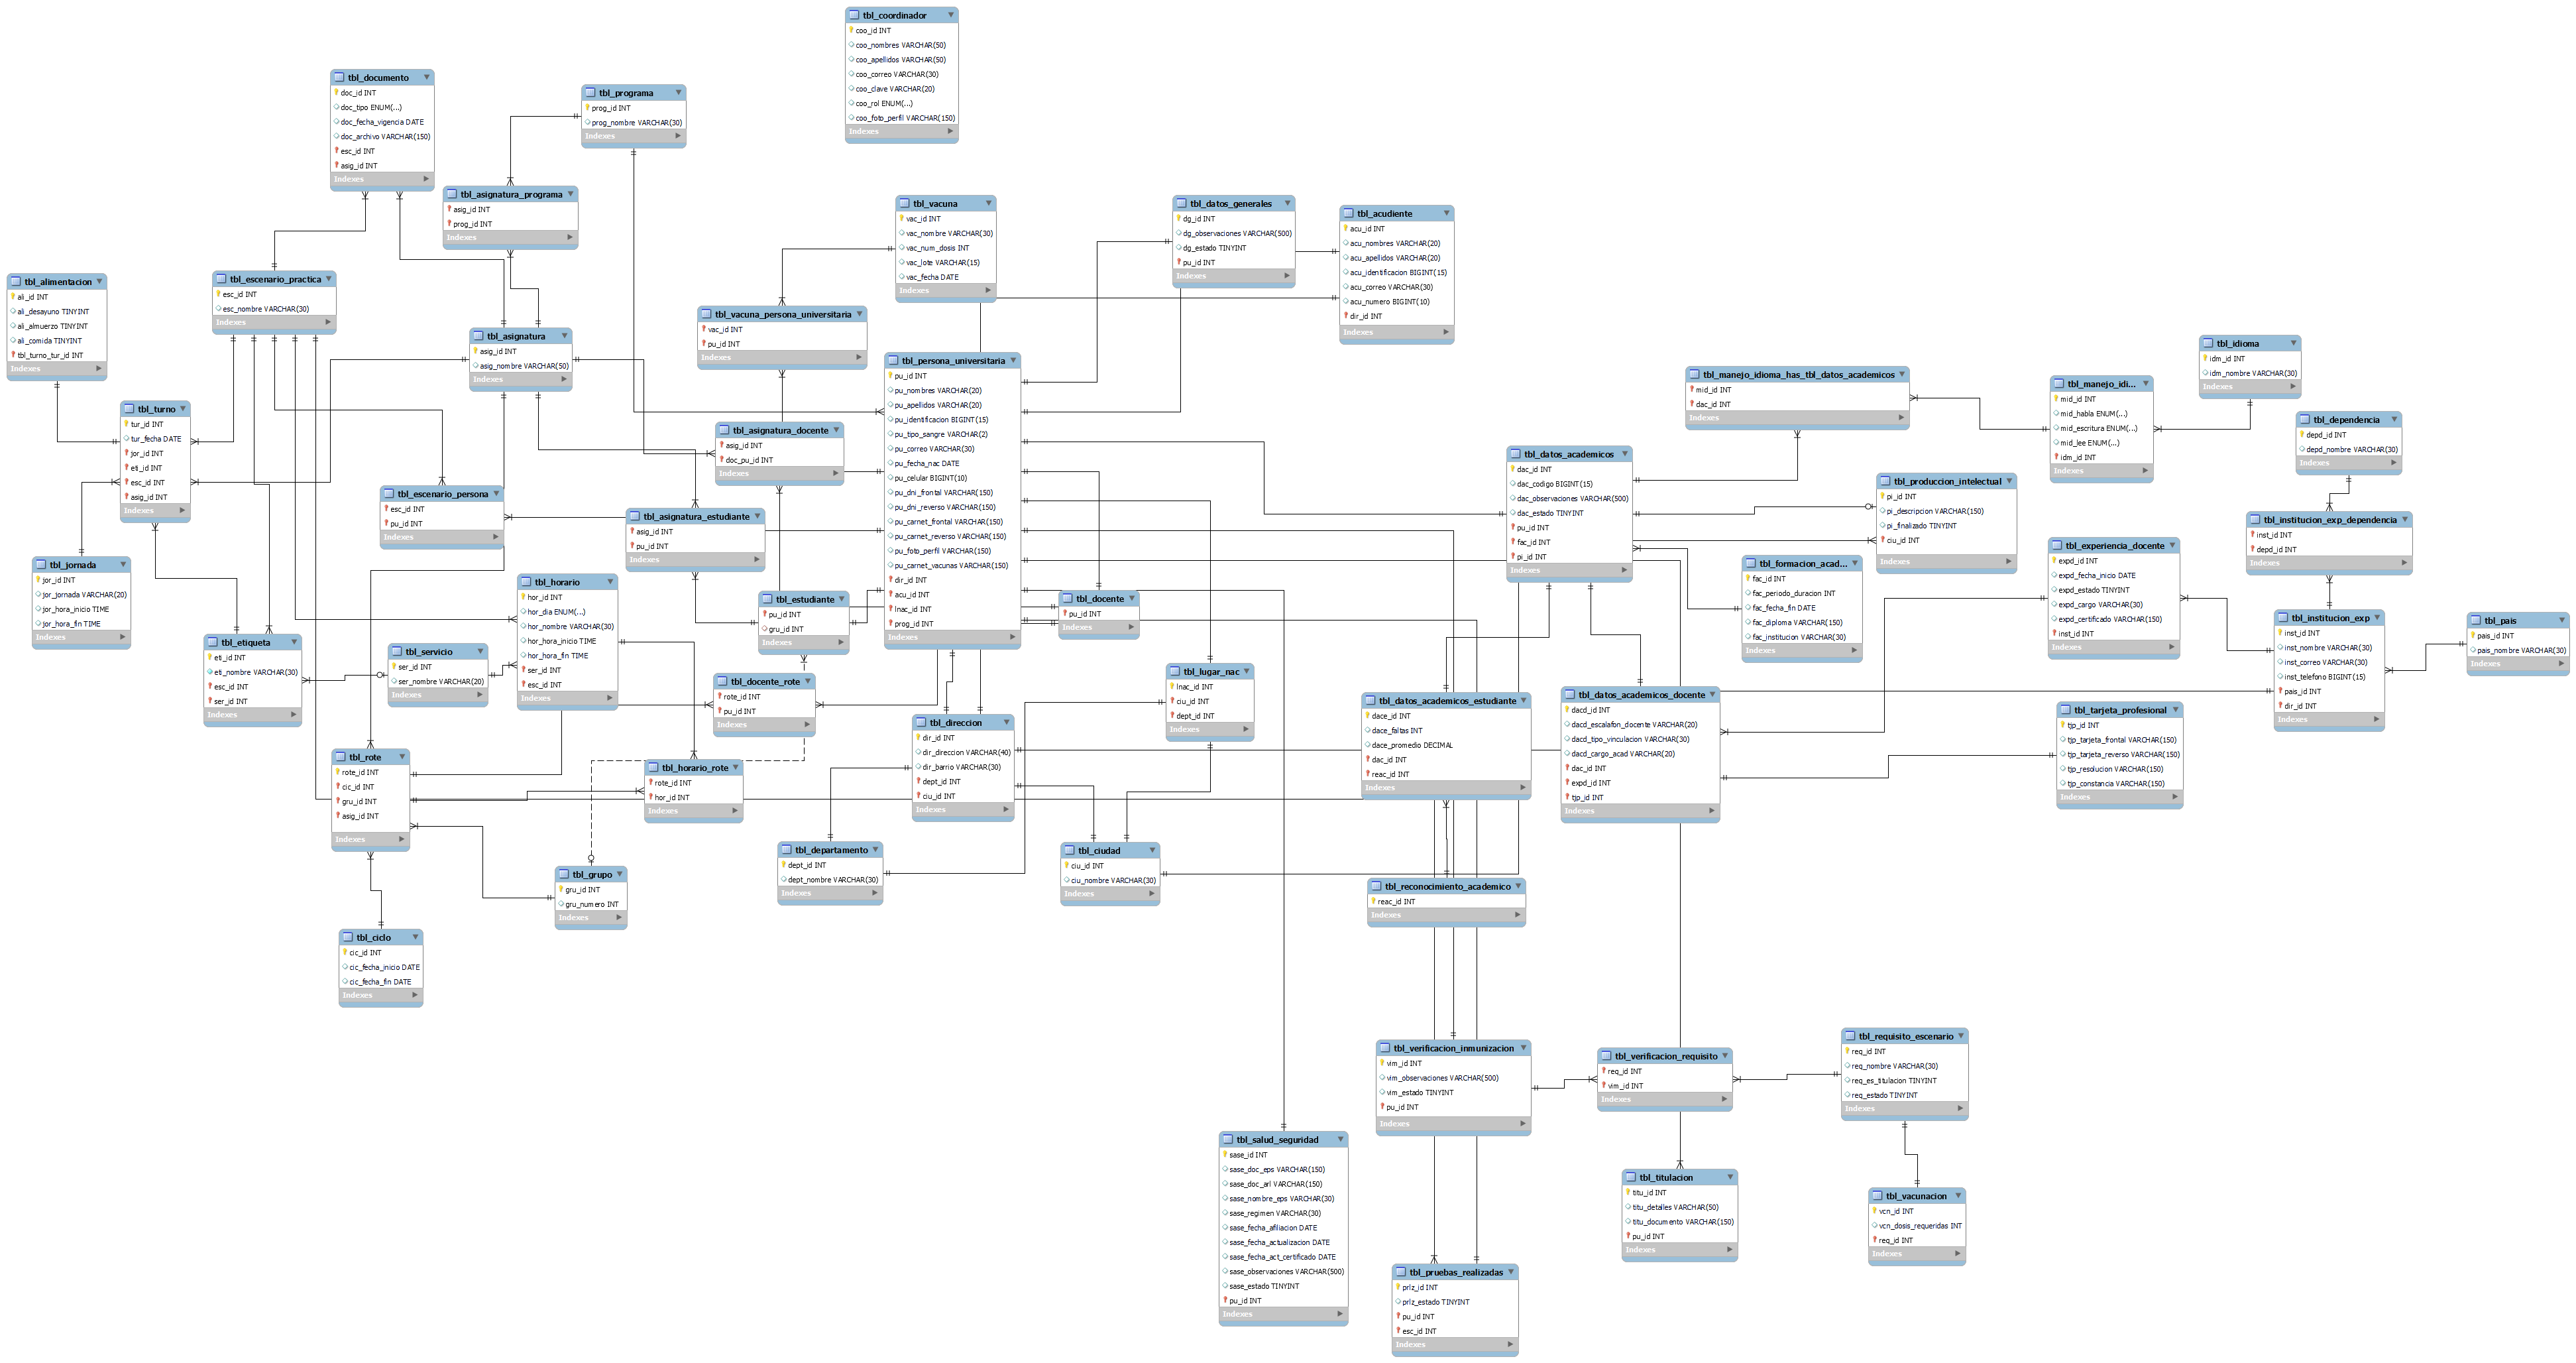 tbl_coordinador
coo_id INT
coo_nombres VARCHAR(50)
coo_apellidos VARCHAR(50)
coo_correo VARCHAR(30)
coo_clave VARCHAR(20)
coo_rol ENUM(...)
coo_foto_perfil VARCHAR(150)
Indexes
tbl_documento
doc_id INT
doc_tipo ENUM(...)
doc_fecha_vigencia DATE
doc_archivo VARCHAR(150)
esc_id INT
asig_id INT
Indexes
tbl_programa
prog_id INT
prog_nombre VARCHAR(30)
Indexes
tbl_asignatura_programa
asig_id INT
prog_id INT
Indexes
tbl_vacuna
vac_id INT
vac_nombre VARCHAR(30)
vac_num_dosis INT
vac_lote VARCHAR(15)
vac_fecha DATE
Indexes
tbl_datos_generales
dg_id INT
dg_observaciones VARCHAR(500)
dg_estado TINYINT
pu_id INT
Indexes
tbl_acudiente
acu_id INT
acu_nombres VARCHAR(20)
acu_apellidos VARCHAR(20)
acu_identificacion BIGINT(15)
acu_correo VARCHAR(30)
acu_numero BIGINT(10)
dir_id INT
Indexes
tbl_alimentacion
ali_id INT
ali_desayuno TINYINT
ali_almuerzo TINYINT
ali_comida TINYINT
tbl_turno_tur_id INT
Indexes
tbl_escenario_practica
esc_id INT
esc_nombre VARCHAR(30)
Indexes
tbl_asignatura
asig_id INT
asig_nombre VARCHAR(50)
Indexes
tbl_vacuna_persona_universitaria
vac_id INT
pu_id INT
Indexes
tbl_persona_universitaria
pu_id INT
pu_nombres VARCHAR(20)
pu_apellidos VARCHAR(20)
pu_identificacion BIGINT(15)
pu_tipo_sangre VARCHAR(2)
pu_correo VARCHAR(30)
pu_fecha_nac DATE
pu_celular BIGINT(10)
pu_dni_frontal VARCHAR(150)
pu_dni_reverso VARCHAR(150)
pu_carnet_frontal VARCHAR(150)
pu_carnet_reverso VARCHAR(150)
pu_foto_perfil VARCHAR(150)
pu_carnet_vacunas VARCHAR(150)
dir_id INT
acu_id INT
lnac_id INT
prog_id INT
Indexes
tbl_turno
tur_id INT
tur_fecha DATE
jor_id INT
eti_id INT
esc_id INT
asig_id INT
Indexes
tbl_asignatura_docente
asig_id INT
doc_pu_id INT
Indexes
tbl_escenario_persona
esc_id INT
pu_id INT
Indexes
tbl_asignatura_estudiante
asig_id INT
pu_id INT
Indexes
tbl_datos_academicos
dac_id INT
dac_codigo BIGINT(15)
dac_observaciones VARCHAR(500)
dac_estado TINYINT
pu_id INT
fac_id INT
pi_id INT
Indexes
tbl_manejo_idioma_has_tbl_datos_academicos
mid_id INT
dac_id INT
Indexes
tbl_manejo_idi...
mid_id INT
mid_habla ENUM(...)
mid_escritura ENUM(...)
mid_lee ENUM(...)
idm_id INT
Indexes
tbl_idioma
idm_id INT
idm_nombre VARCHAR(30)
Indexes
tbl_dependencia
depd_id INT
depd_nombre VARCHAR(30)
Indexes
tbl_produccion_intelectual
pi_id INT
pi_descripcion VARCHAR(150)
pi_finalizado TINYINT
ciu_id INT
Indexes
tbl_institucion_exp_dependencia
inst_id INT
depd_id INT
Indexes
tbl_experiencia_docente
expd_id INT
expd_fecha_inicio DATE
expd_estado TINYINT
expd_cargo VARCHAR(30)
expd_certificado VARCHAR(150)
inst_id INT
Indexes
tbl_formacion_acad...
fac_id INT
fac_periodo_duracion INT
fac_fecha_fin DATE
fac_diploma VARCHAR(150)
fac_institucion VARCHAR(30)
Indexes
tbl_institucion_exp
inst_id INT
inst_nombre VARCHAR(30)
inst_correo VARCHAR(30)
inst_telefono BIGINT(15)
pais_id INT
dir_id INT
Indexes
tbl_pais
pais_id INT
pais_nombre VARCHAR(30)
Indexes
tbl_jornada
jor_id INT
jor_jornada VARCHAR(20)
jor_hora_inicio TIME
jor_hora_fin TIME
Indexes
tbl_horario
hor_id INT
hor_dia ENUM(...)
hor_nombre VARCHAR(30)
hor_hora_inicio TIME
hor_hora_fin TIME
ser_id INT
esc_id INT
Indexes
tbl_estudiante
pu_id INT
gru_id INT
Indexes
tbl_docente
pu_id INT
Indexes
tbl_etiqueta
eti_id INT
eti_nombre VARCHAR(30)
esc_id INT
ser_id INT
Indexes
tbl_servicio
ser_id INT
ser_nombre VARCHAR(20)
Indexes
tbl_docente_rote
rote_id INT
pu_id INT
Indexes
tbl_lugar_nac
lnac_id INT
ciu_id INT
dept_id INT
Indexes
tbl_direccion
dir_id INT
dir_direccion VARCHAR(40)
dir_barrio VARCHAR(30)
dept_id INT
ciu_id INT
Indexes
tbl_datos_academicos_estudiante
dace_id INT
dace_faltas INT
dace_promedio DECIMAL
dac_id INT
reac_id INT
Indexes
tbl_datos_academicos_docente
dacd_id INT
dacd_escalafon_docente VARCHAR(20)
dacd_tipo_vinculacion VARCHAR(30)
dacd_cargo_acad VARCHAR(20)
dac_id INT
expd_id INT
tjp_id INT
Indexes
tbl_tarjeta_profesional
tjp_id INT
tjp_tarjeta_frontal VARCHAR(150)
tjp_tarjeta_reverso VARCHAR(150)
tjp_resolucion VARCHAR(150)
tjp_constancia VARCHAR(150)
Indexes
tbl_rote
rote_id INT
cic_id INT
gru_id INT
asig_id INT
Indexes
tbl_horario_rote
rote_id INT
hor_id INT
Indexes
tbl_departamento
dept_id INT
dept_nombre VARCHAR(30)
Indexes
tbl_ciudad
ciu_id INT
ciu_nombre VARCHAR(30)
Indexes
tbl_grupo
gru_id INT
gru_numero INT
Indexes
tbl_reconocimiento_academico
reac_id INT
Indexes
tbl_ciclo
cic_id INT
cic_fecha_inicio DATE
cic_fecha_fin DATE
Indexes
tbl_verificacion_inmunizacion
vim_id INT
vim_observaciones VARCHAR(500)
vim_estado TINYINT
pu_id INT
Indexes
tbl_verificacion_requisito
req_id INT
vim_id INT
Indexes
tbl_requisito_escenario
req_id INT
req_nombre VARCHAR(30)
req_es_titulacion TINYINT
req_estado TINYINT
Indexes
tbl_salud_seguridad
sase_id INT
sase_doc_eps VARCHAR(150)
sase_doc_arl VARCHAR(150)
sase_nombre_eps VARCHAR(30)
sase_regimen VARCHAR(30)
sase_fecha_afiliacion DATE
sase_fecha_actualizacion DATE
sase_fecha_act_certificado DATE
sase_observaciones VARCHAR(500)
sase_estado TINYINT
pu_id INT
Indexes
tbl_titulacion
titu_id INT
titu_detalles VARCHAR(50)
titu_documento VARCHAR(150)
pu_id INT
Indexes
tbl_vacunacion
vcn_id INT
vcn_dosis_requeridas INT
req_id INT
Indexes
tbl_pruebas_realizadas
prlz_id INT
prlz_estado TINYINT
pu_id INT
esc_id INT
Indexes